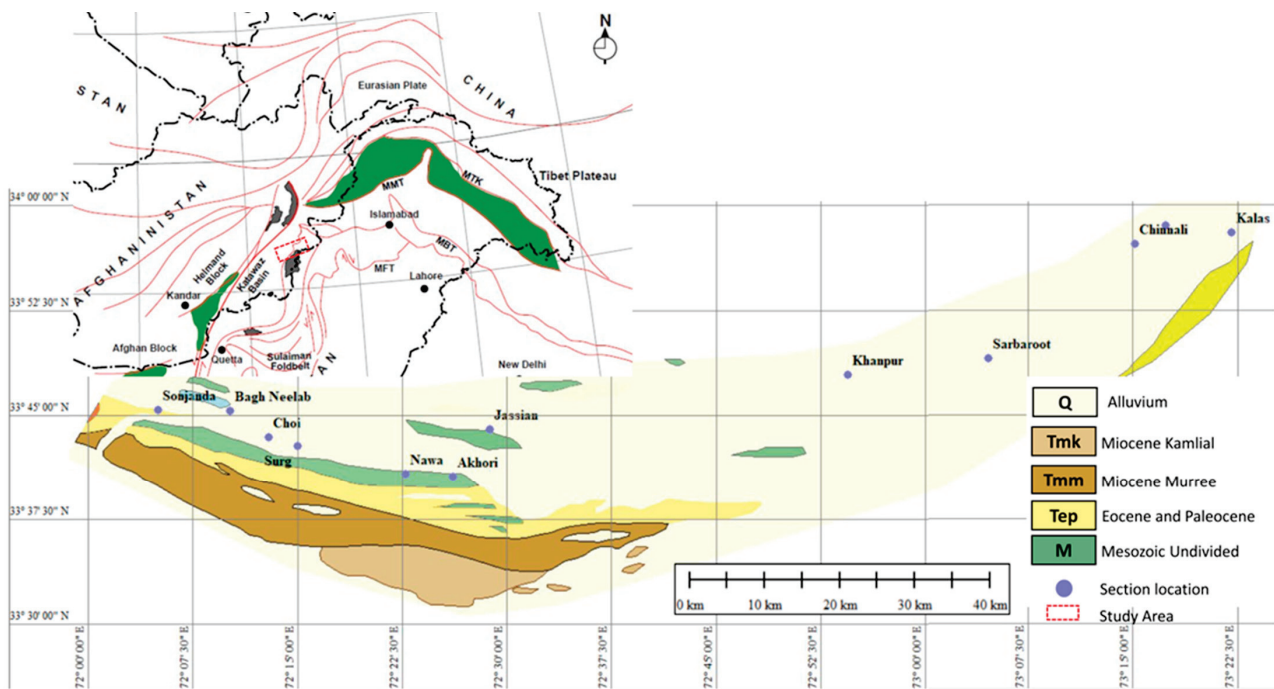 N
STAN
CHINA
Eurasian Plate
MMT
MTK
Tibet Plateau
AFGHANINISTAN
Islamabad
MBT
Helmand
Block
Katawaz
Basin
MFT
Lahore
Kandar
Afghan Block
Quetta
Sulaiman
Foldbelt
AN
New Delhi
34° 00' 00" N
33° 52' 30" N
33° 45' 00" N
33° 37' 30" N
33° 30' 00" N
Chinnali
Kalas
Sarbaroot
Khanpur
Sonjanda
Bagh Neelab
Choi
Surg
Jassian
Nawa
Akhori
Q Alluvium
Tmk Miocene Kamlial
Tmm Miocene Murree
Tep Eocene and Paleocene
M Mesozoic Undivided
Section location
Study Area
0 km 10 km 20 km 30 km 40 km
72° 00' 00" E
72° 07' 30" E
72° 15' 00" E
72° 22' 30" E
72° 30' 00" E
72° 37' 30" E
72° 45' 00" E
72° 52' 30" E
73° 00' 00" E
73° 07' 30" E
73° 15' 00" E
73° 22' 30" E